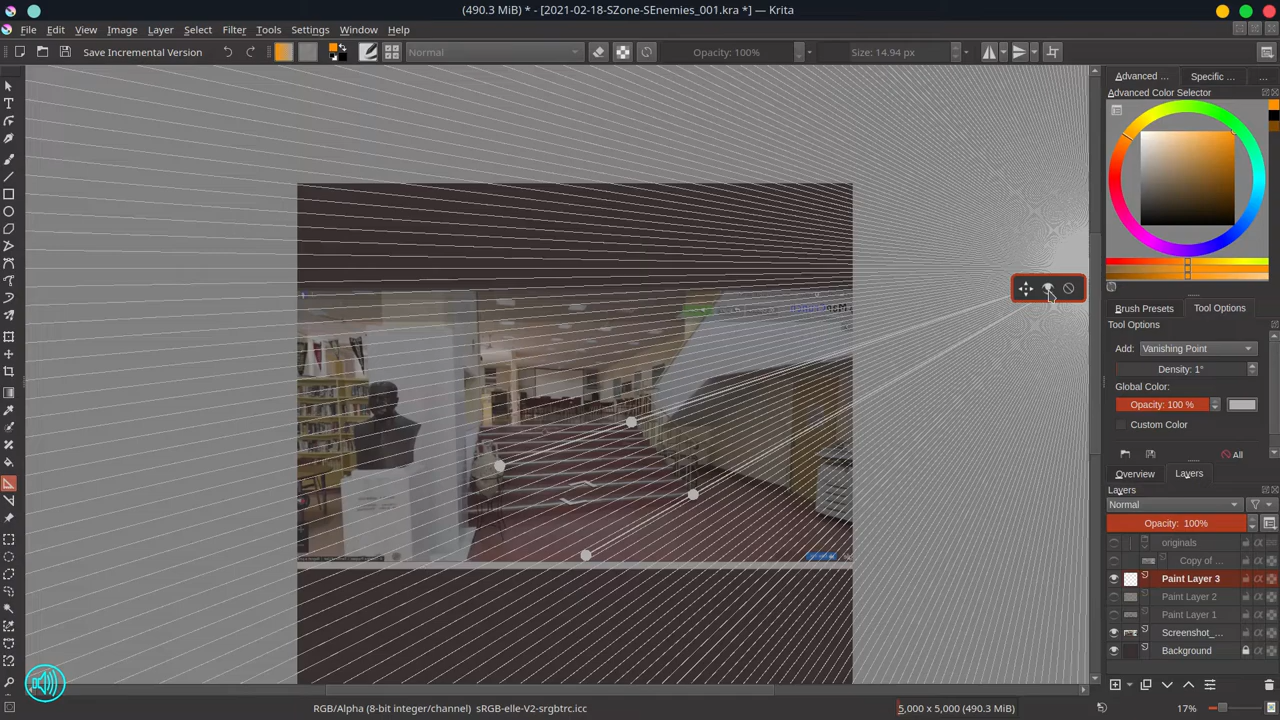 (490.3 MiB) * - [2021-02-18-SZone-SEnemies_001.kra *] — Krita
File Edit View Image Layer Select Filter Tools Settings Window Help
Save Incremental Version Normal Opacity: 100% Size: 14.94 px
Advanced ... Specific ... ...
Advanced Color Selector
Brush Presets Tool Options
Tool Options
Add: Vanishing Point
Density: 1°
Global Color:
Opacity: 100 %
Custom Color
All
Overview Layers
Layers
Normal
Opacity: 100%
originals
Copy of ...
Paint Layer 3
Paint Layer 2
Paint Layer 1
Screenshot_...
Background
RGB/Alpha (8-bit integer/channel) sRGB-elle-V2-srgbtrc.icc 5,000 x 5,000 (490.3 MiB) 17%